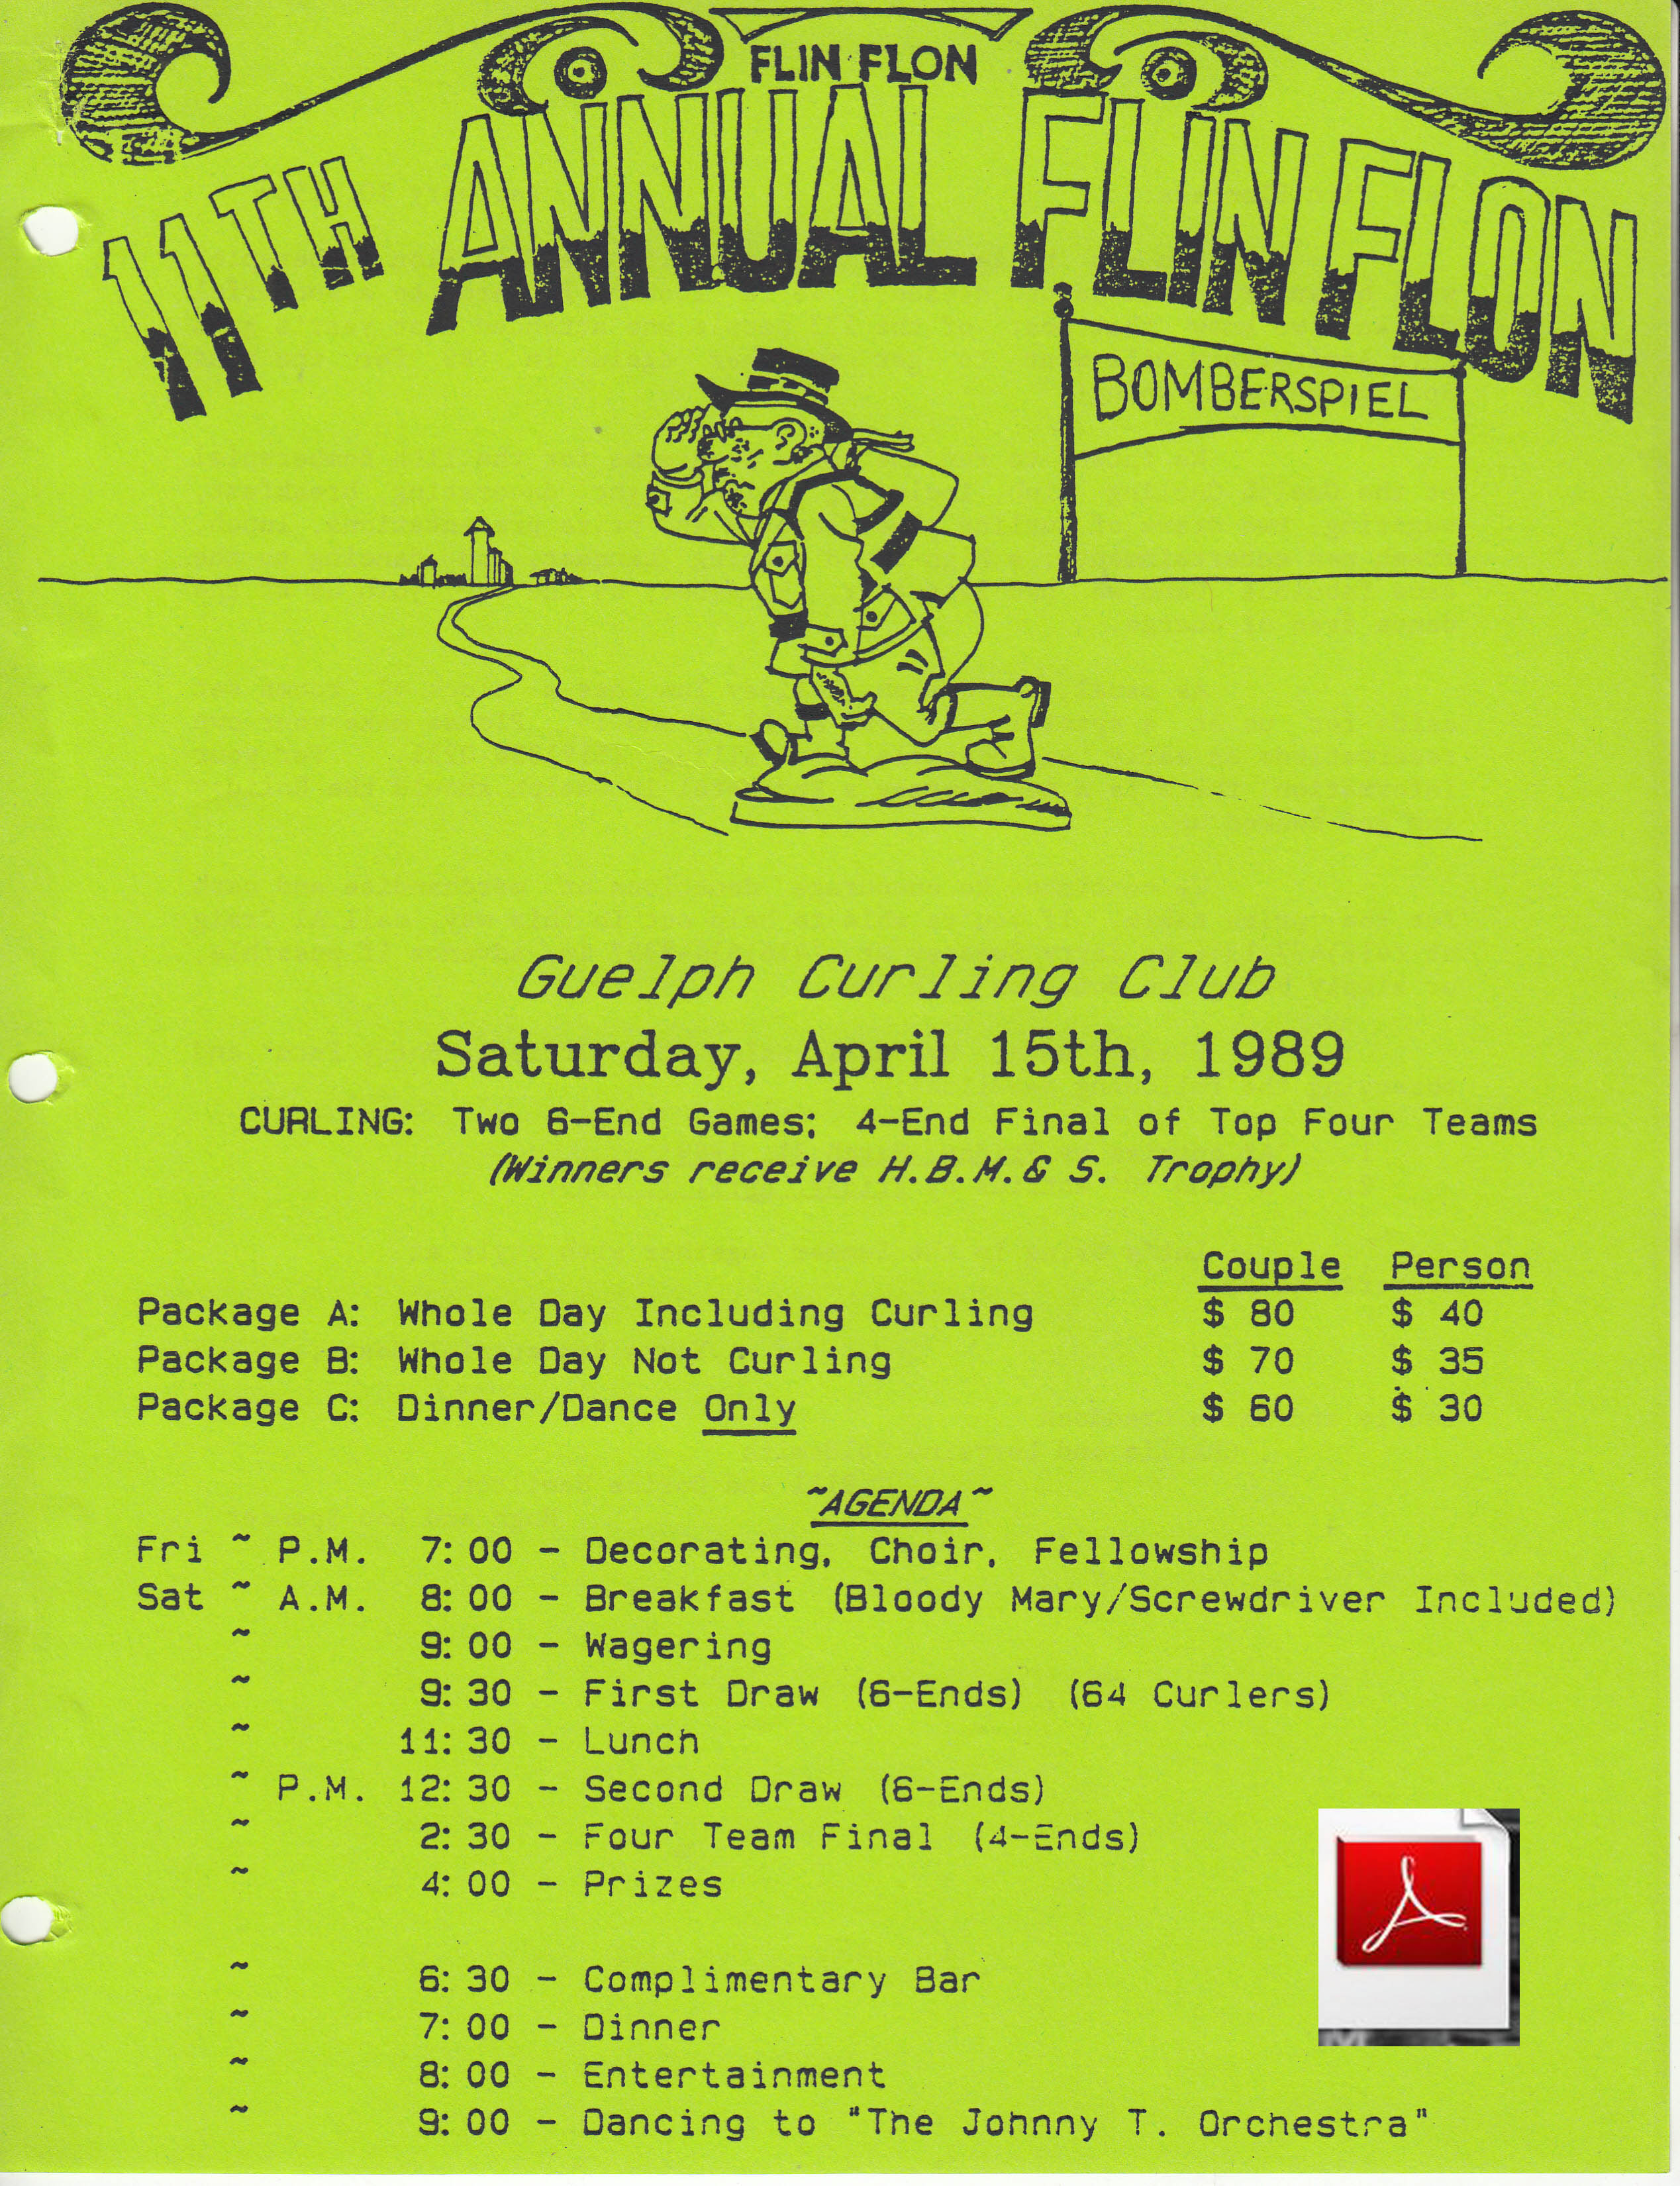 FLIN FLON
11TH ANNUAL FLIN FLON
BOMBERSPIEL
Guelph Curling Club
Saturday, April 15th, 1989
CURLING: Two 6-End Games; 4-End Final of Top Four Teams
(Winners receive H.B.M.& S. Trophy)
Couple Person
Package A: Whole Day Including Curling $ 80 $ 40
Package B: Whole Day Not Curling $ 70 $ 35
Package C: Dinner/Dance Only $ 60 $ 30
~AGENDA~
Fri ~ P.M. 7:00 - Decorating, Choir, Fellowship
Sat ~ A.M. 8:00 - Breakfast (Bloody Mary/Screwdriver Included)
~ 9:00 - Wagering
~ 9:30 - First Draw (6-Ends) (64 Curlers)
~ 11:30 - Lunch
~ P.M. 12:30 - Second Draw (6-Ends)
~ 2:30 - Four Team Final (4-Ends)
~ 4:00 - Prizes
~ 6:30 - Complimentary Bar
~ 7:00 - Dinner
~ 8:00 - Entertainment
~ 9:00 - Dancing to "The Johnny T. Orchestra"